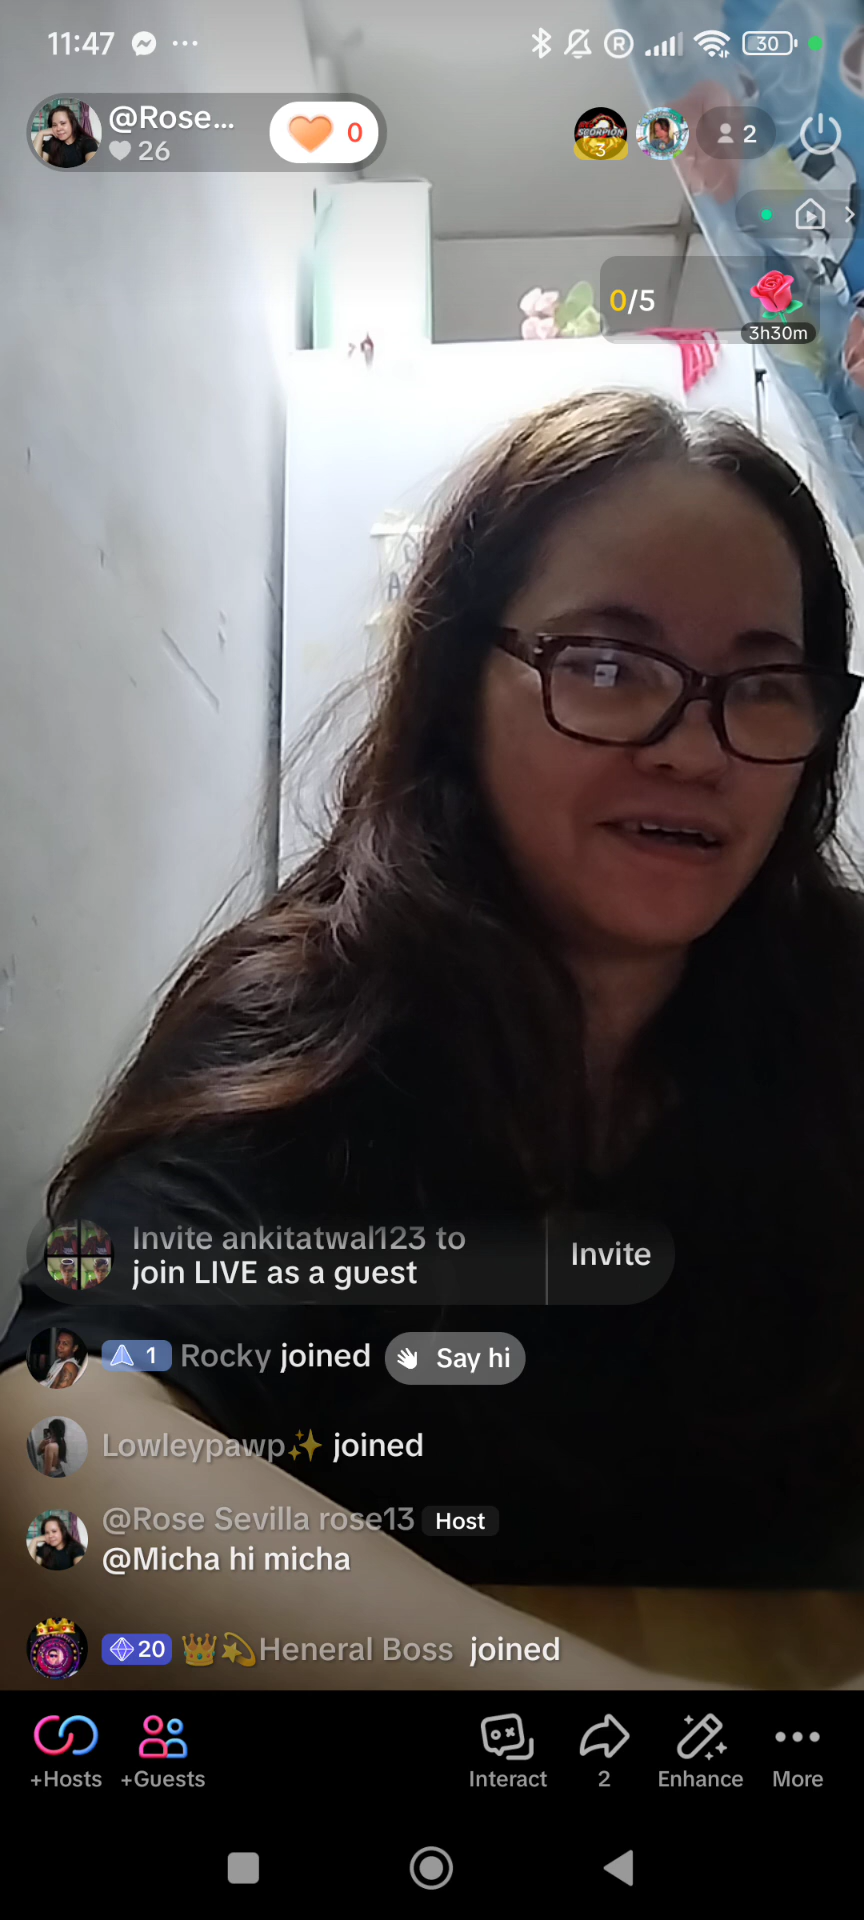 11:47
R
30
@Rose...
0
26
SCORPION
3
2
0/5
3h30m
A
Invite ankitatwal123 to
join LIVE as a guest
Invite
1 Rocky joined
Say hi
Lowleypawp✨ joined
@Rose Sevilla rose13 Host
@Micha hi micha
20 👑💫Heneral Boss joined
+Hosts
+Guests
Interact
2
Enhance
More